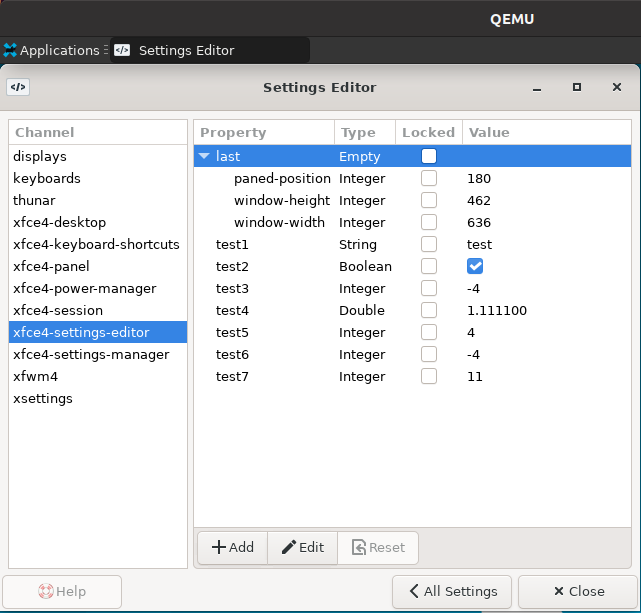 QEMU
Applications
</> Settings Editor
</> Settings Editor
Channel
displays
keyboards
thunar
xfce4-desktop
xfce4-keyboard-shortcuts
xfce4-panel
xfce4-power-manager
xfce4-session
xfce4-settings-editor
xfce4-settings-manager
xfwm4
xsettings
Property Type Locked Value
last Empty
paned-position Integer 180
window-height Integer 462
window-width Integer 636
test1 String test
test2 Boolean
test3 Integer -4
test4 Double 1.111100
test5 Integer 4
test6 Integer -4
test7 Integer 11
Add Edit Reset
Help All Settings Close